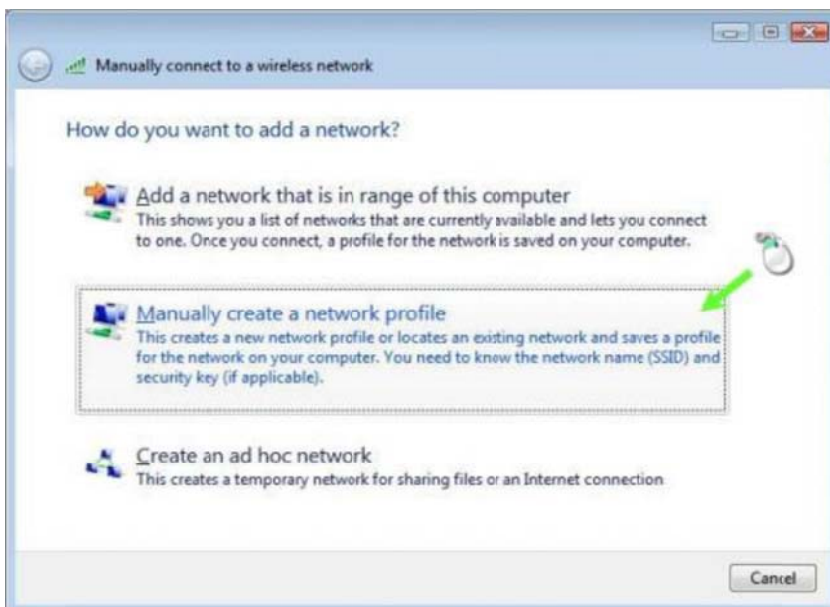 Manually connect to a wireless network
How do you want to add a network?
Add a network that is in range of this computer
This shows you a list of networks that are currently available and lets you connect
to one. Once you connect, a profile for the network is saved on your computer.
Manually create a network profile
This creates a new network profile or locates an existing network and saves a profile
for the network on your computer. You need to know the network name (SSID) and
security key (if applicable).
Create an ad hoc network
This creates a temporary network for sharing files or an Internet connection
Cancel